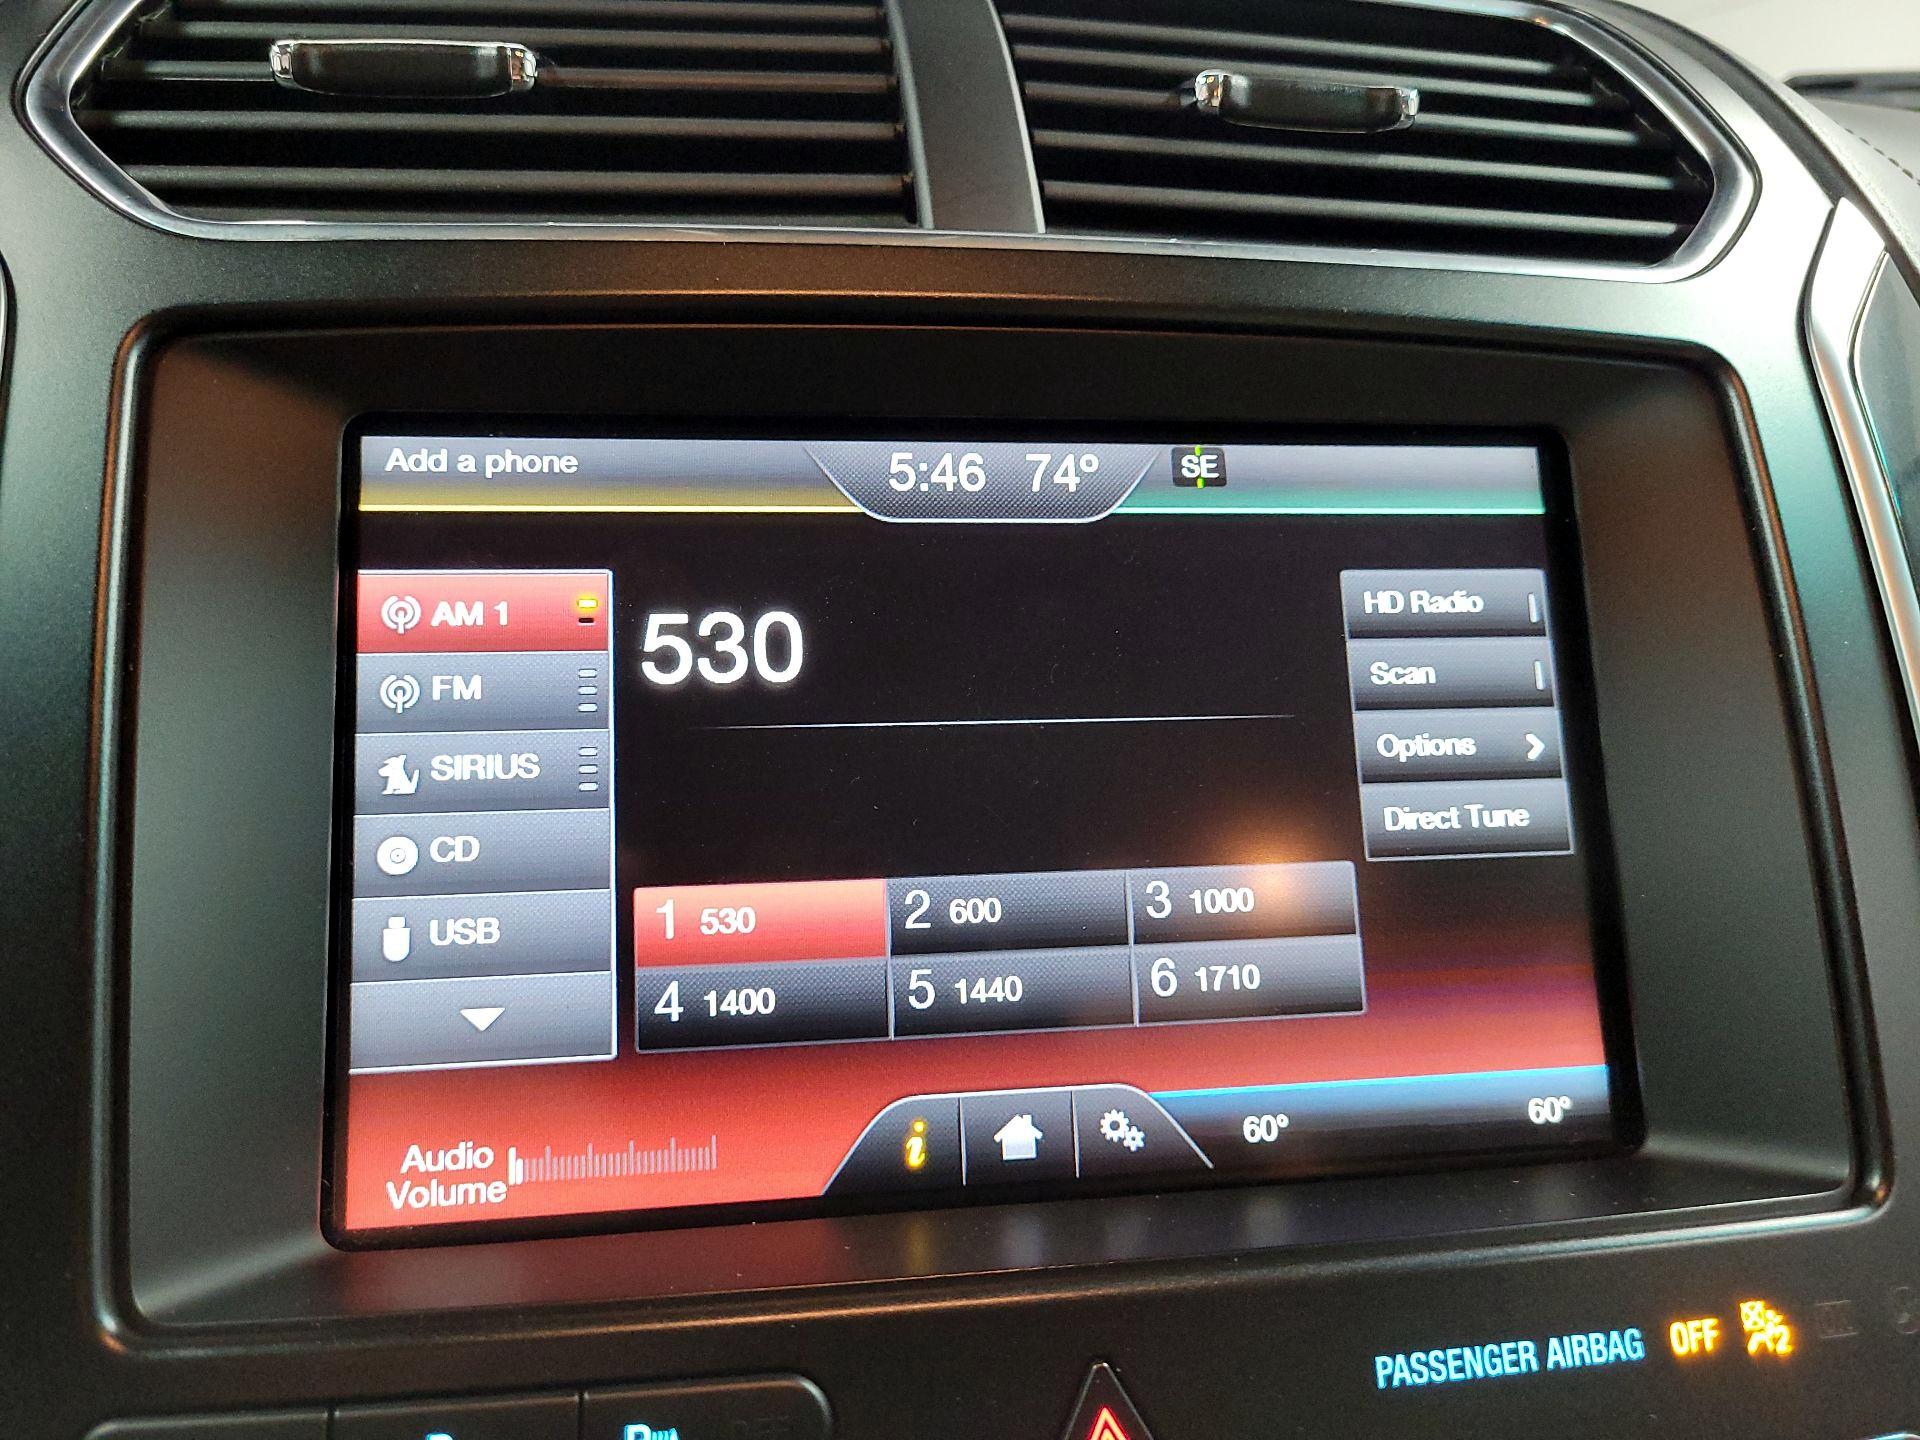 Add a phone
5:46 74° SE
AM 1
FM
SIRIUS
CD
USB
530
HD Radio
Scan
Options
Direct Tune
1 530
2 600
3 1000
4 1400
5 1440
6 1710
Audio
Volume
i
60°
60°
PASSENGER AIRBAG OFF